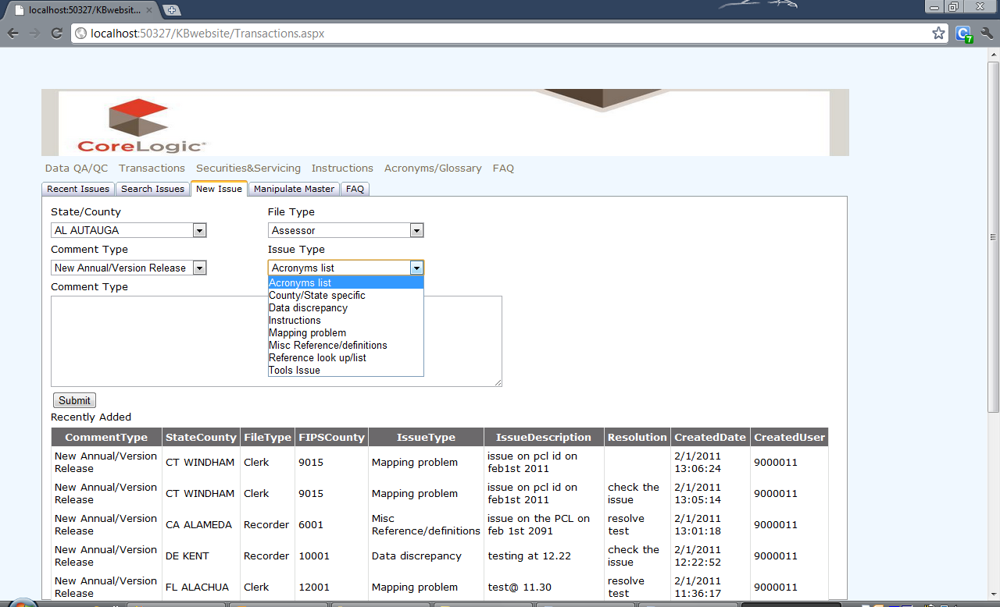 localhost:50327/KBwebsit...
localhost:50327/KBwebsite/Transactions.aspx
C 7
CoreLogic
Data QA/QC Transactions Securities&Servicing Instructions Acronyms/Glossary FAQ
Recent Issues Search Issues New Issue Manipulate Master FAQ
State/County File Type
AL AUTAUGA Assessor
Comment Type Issue Type
New Annual/Version Release Acronyms list
Comment Type
Acronyms list
County/State specific
Data discrepancy
Instructions
Mapping problem
Misc Reference/definitions
Reference look up/list
Tools Issue
Submit
Recently Added
CommentType StateCounty FileType FIPSCounty IssueType IssueDescription Resolution CreatedDate CreatedUser
New Annual/Version issue on pcl id on 2/1/2011
CT WINDHAM Clerk 9015 Mapping problem 9000011
Release feb1st 2011 13:06:24
New Annual/Version issue on pcl id on check the 2/1/2011
CT WINDHAM Clerk 9015 Mapping problem 9000011
Release feb1st 2011 issue 13:05:14
New Annual/Version Misc issue on the PCL on resolve 2/1/2011
CA ALAMEDA Recorder 6001 9000011
Release Reference/definitions feb 1st 2091 test 13:01:18
New Annual/Version check the 2/1/2011
DE KENT Recorder 10001 Data discrepancy testing at 12.22 9000011
Release issue 12:22:52
New Annual/Version resolve 2/1/2011
FL ALACHUA Clerk 12001 Mapping problem test@ 11.30 9000011
Release test 11:36:17